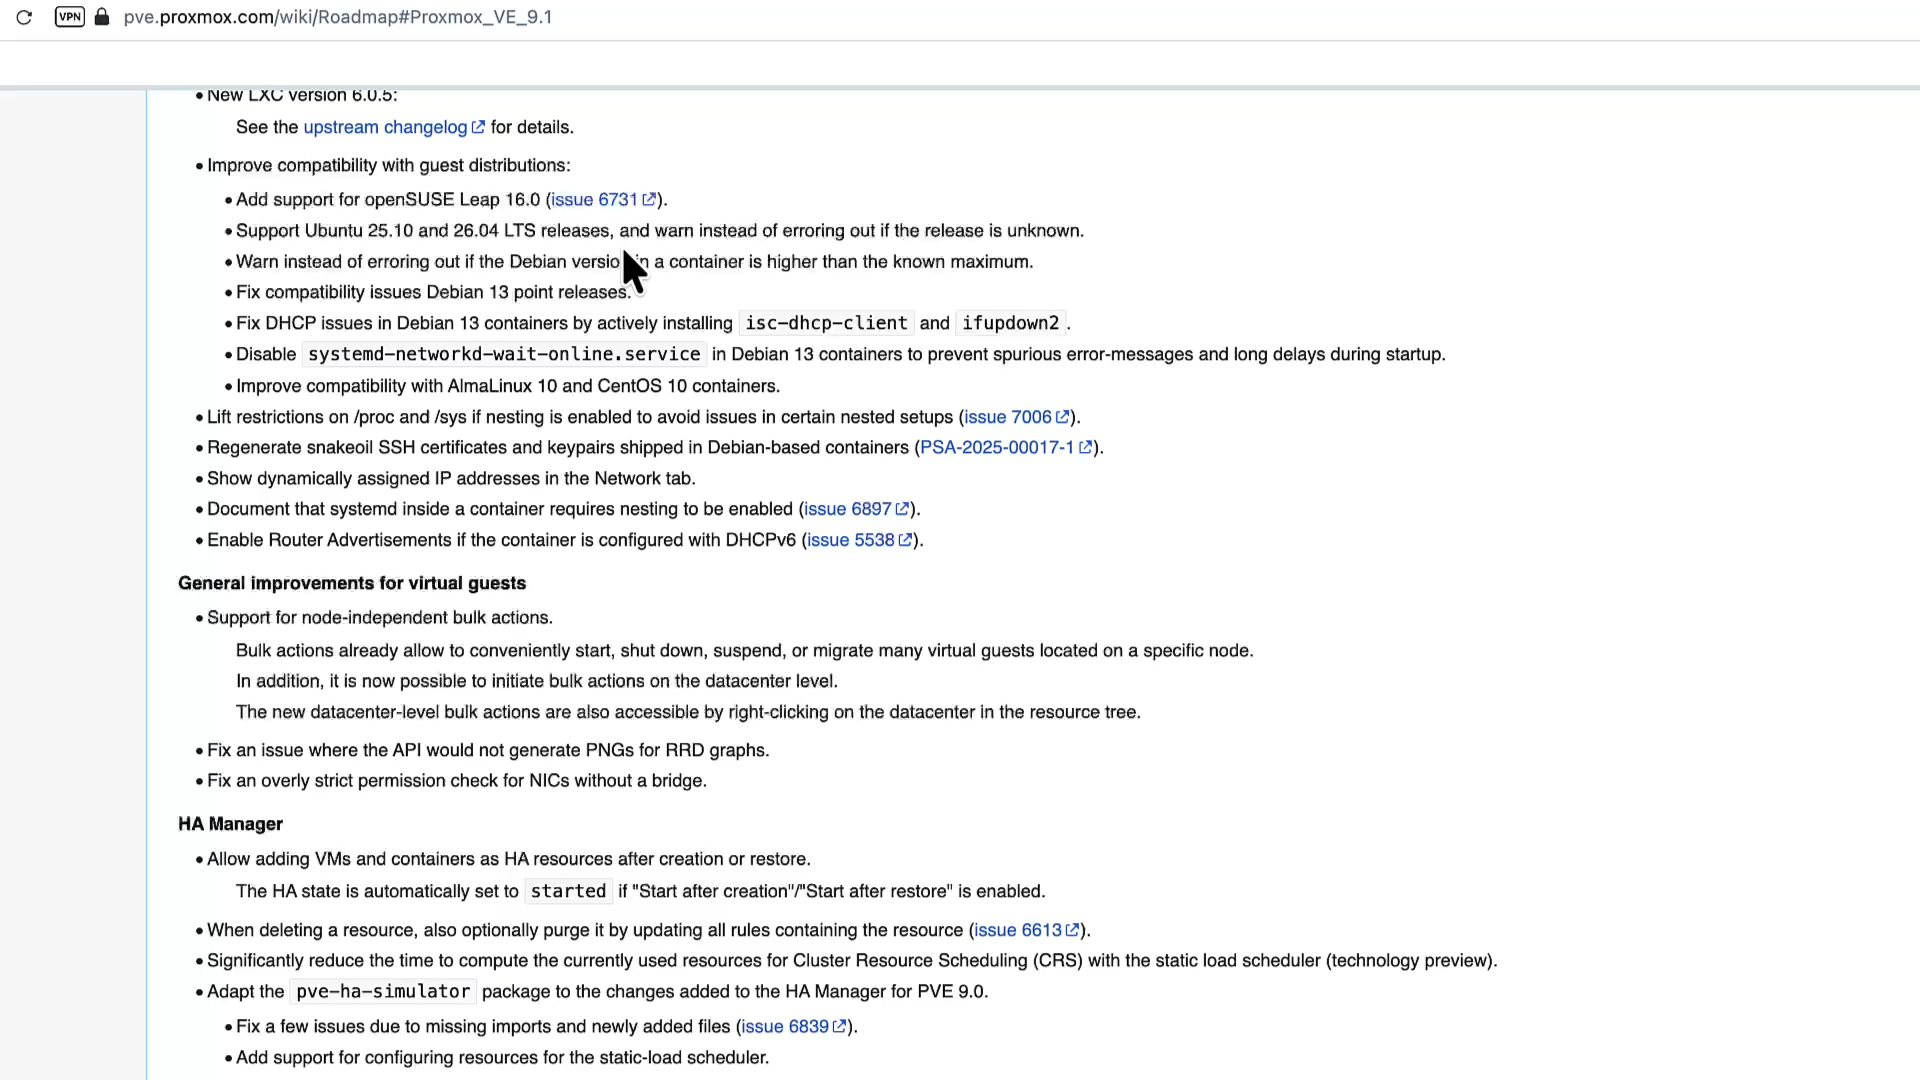 VPN pve.proxmox.com/wiki/Roadmap#Proxmox_VE_9.1
• New LXC version 6.0.5:
See the upstream changelog for details.
• Improve compatibility with guest distributions:
• Add support for openSUSE Leap 16.0 (issue 6731).
• Support Ubuntu 25.10 and 26.04 LTS releases, and warn instead of erroring out if the release is unknown.
• Warn instead of erroring out if the Debian version in a container is higher than the known maximum.
• Fix compatibility issues Debian 13 point releases.
• Fix DHCP issues in Debian 13 containers by actively installing isc-dhcp-client and ifupdown2.
• Disable systemd-networkd-wait-online.service in Debian 13 containers to prevent spurious error-messages and long delays during startup.
• Improve compatibility with AlmaLinux 10 and CentOS 10 containers.
• Lift restrictions on /proc and /sys if nesting is enabled to avoid issues in certain nested setups (issue 7006).
• Regenerate snakeoil SSH certificates and keypairs shipped in Debian-based containers (PSA-2025-00017-1).
• Show dynamically assigned IP addresses in the Network tab.
• Document that systemd inside a container requires nesting to be enabled (issue 6897).
• Enable Router Advertisements if the container is configured with DHCPv6 (issue 5538).
General improvements for virtual guests
• Support for node-independent bulk actions.
Bulk actions already allow to conveniently start, shut down, suspend, or migrate many virtual guests located on a specific node.
In addition, it is now possible to initiate bulk actions on the datacenter level.
The new datacenter-level bulk actions are also accessible by right-clicking on the datacenter in the resource tree.
• Fix an issue where the API would not generate PNGs for RRD graphs.
• Fix an overly strict permission check for NICs without a bridge.
HA Manager
• Allow adding VMs and containers as HA resources after creation or restore.
The HA state is automatically set to started if "Start after creation"/"Start after restore" is enabled.
• When deleting a resource, also optionally purge it by updating all rules containing the resource (issue 6613).
• Significantly reduce the time to compute the currently used resources for Cluster Resource Scheduling (CRS) with the static load scheduler (technology preview).
• Adapt the pve-ha-simulator package to the changes added to the HA Manager for PVE 9.0.
• Fix a few issues due to missing imports and newly added files (issue 6839).
• Add support for configuring resources for the static-load scheduler.